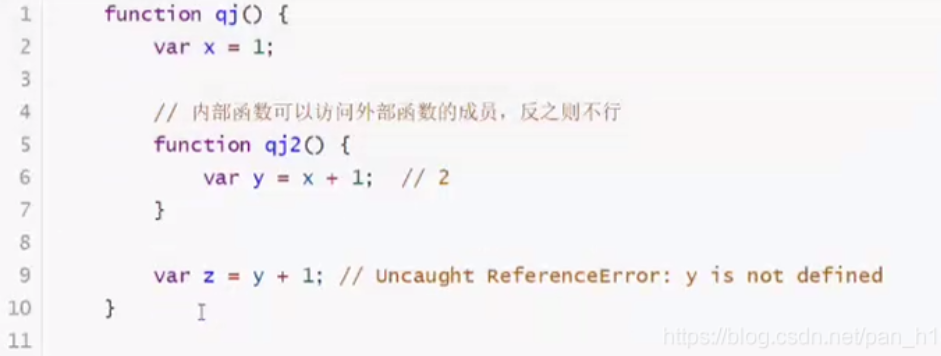 1 function qj() {
2 var x = 1;
3
4 // 内部函数可以访问外部函数的成员，反之则不行
5 function qj2() {
6 var y = x + 1; // 2
7 }
8
9 var z = y + 1; // Uncaught ReferenceError: y is not defined
10 }
11
https://blog.csdn.net/pan_h1